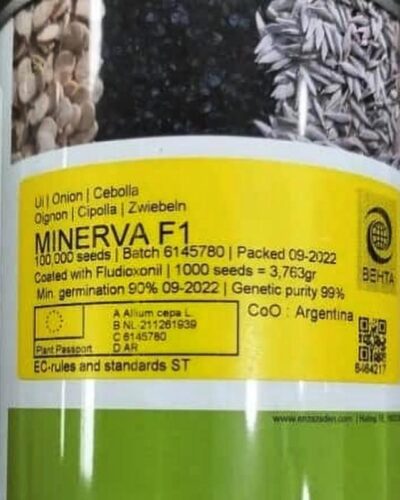 Ui | Onion | Cebolla
Oignon | Cipolla | Zwiebeln
MINERVA F1
100,000 seeds | Batch 6145780 | Packed 09-2022
Coated with Fludioxonil | 1000 seeds = 3,763gr
Min. germination 90% 09-2022 | Genetic purity 99%
A Allium cepa L.
B NL-211261939
C 6145780
D AR
Plant Passport
CoO : Argentina
EC-rules and standards ST
BEHTA
8464217
www.enzazaden.com